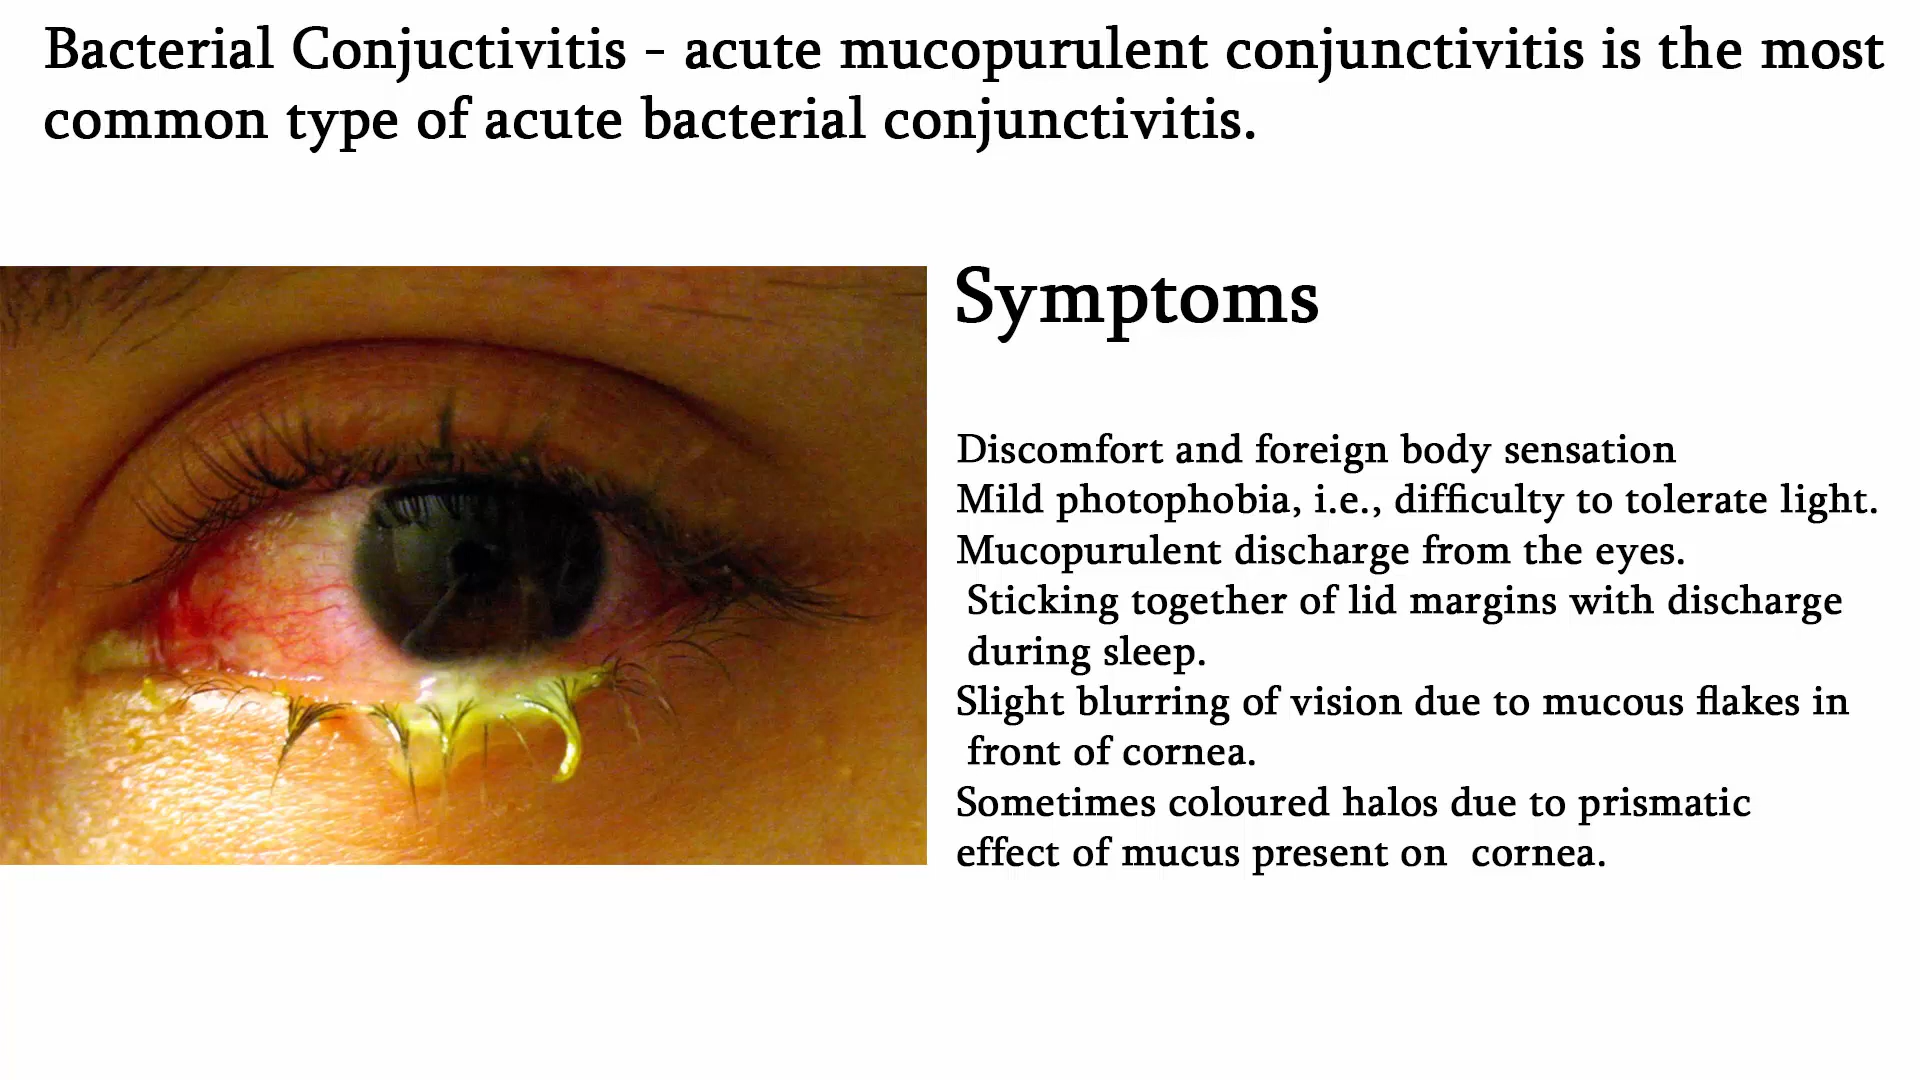 Bacterial Conjuctivitis - acute mucopurulent conjunctivitis is the most
common type of acute bacterial conjunctivitis.
Symptoms
Discomfort and foreign body sensation
Mild photophobia, i.e., difficulty to tolerate light.
Mucopurulent discharge from the eyes.
Sticking together of lid margins with discharge
during sleep.
Slight blurring of vision due to mucous flakes in
front of cornea.
Sometimes coloured halos due to prismatic
effect of mucus present on cornea.